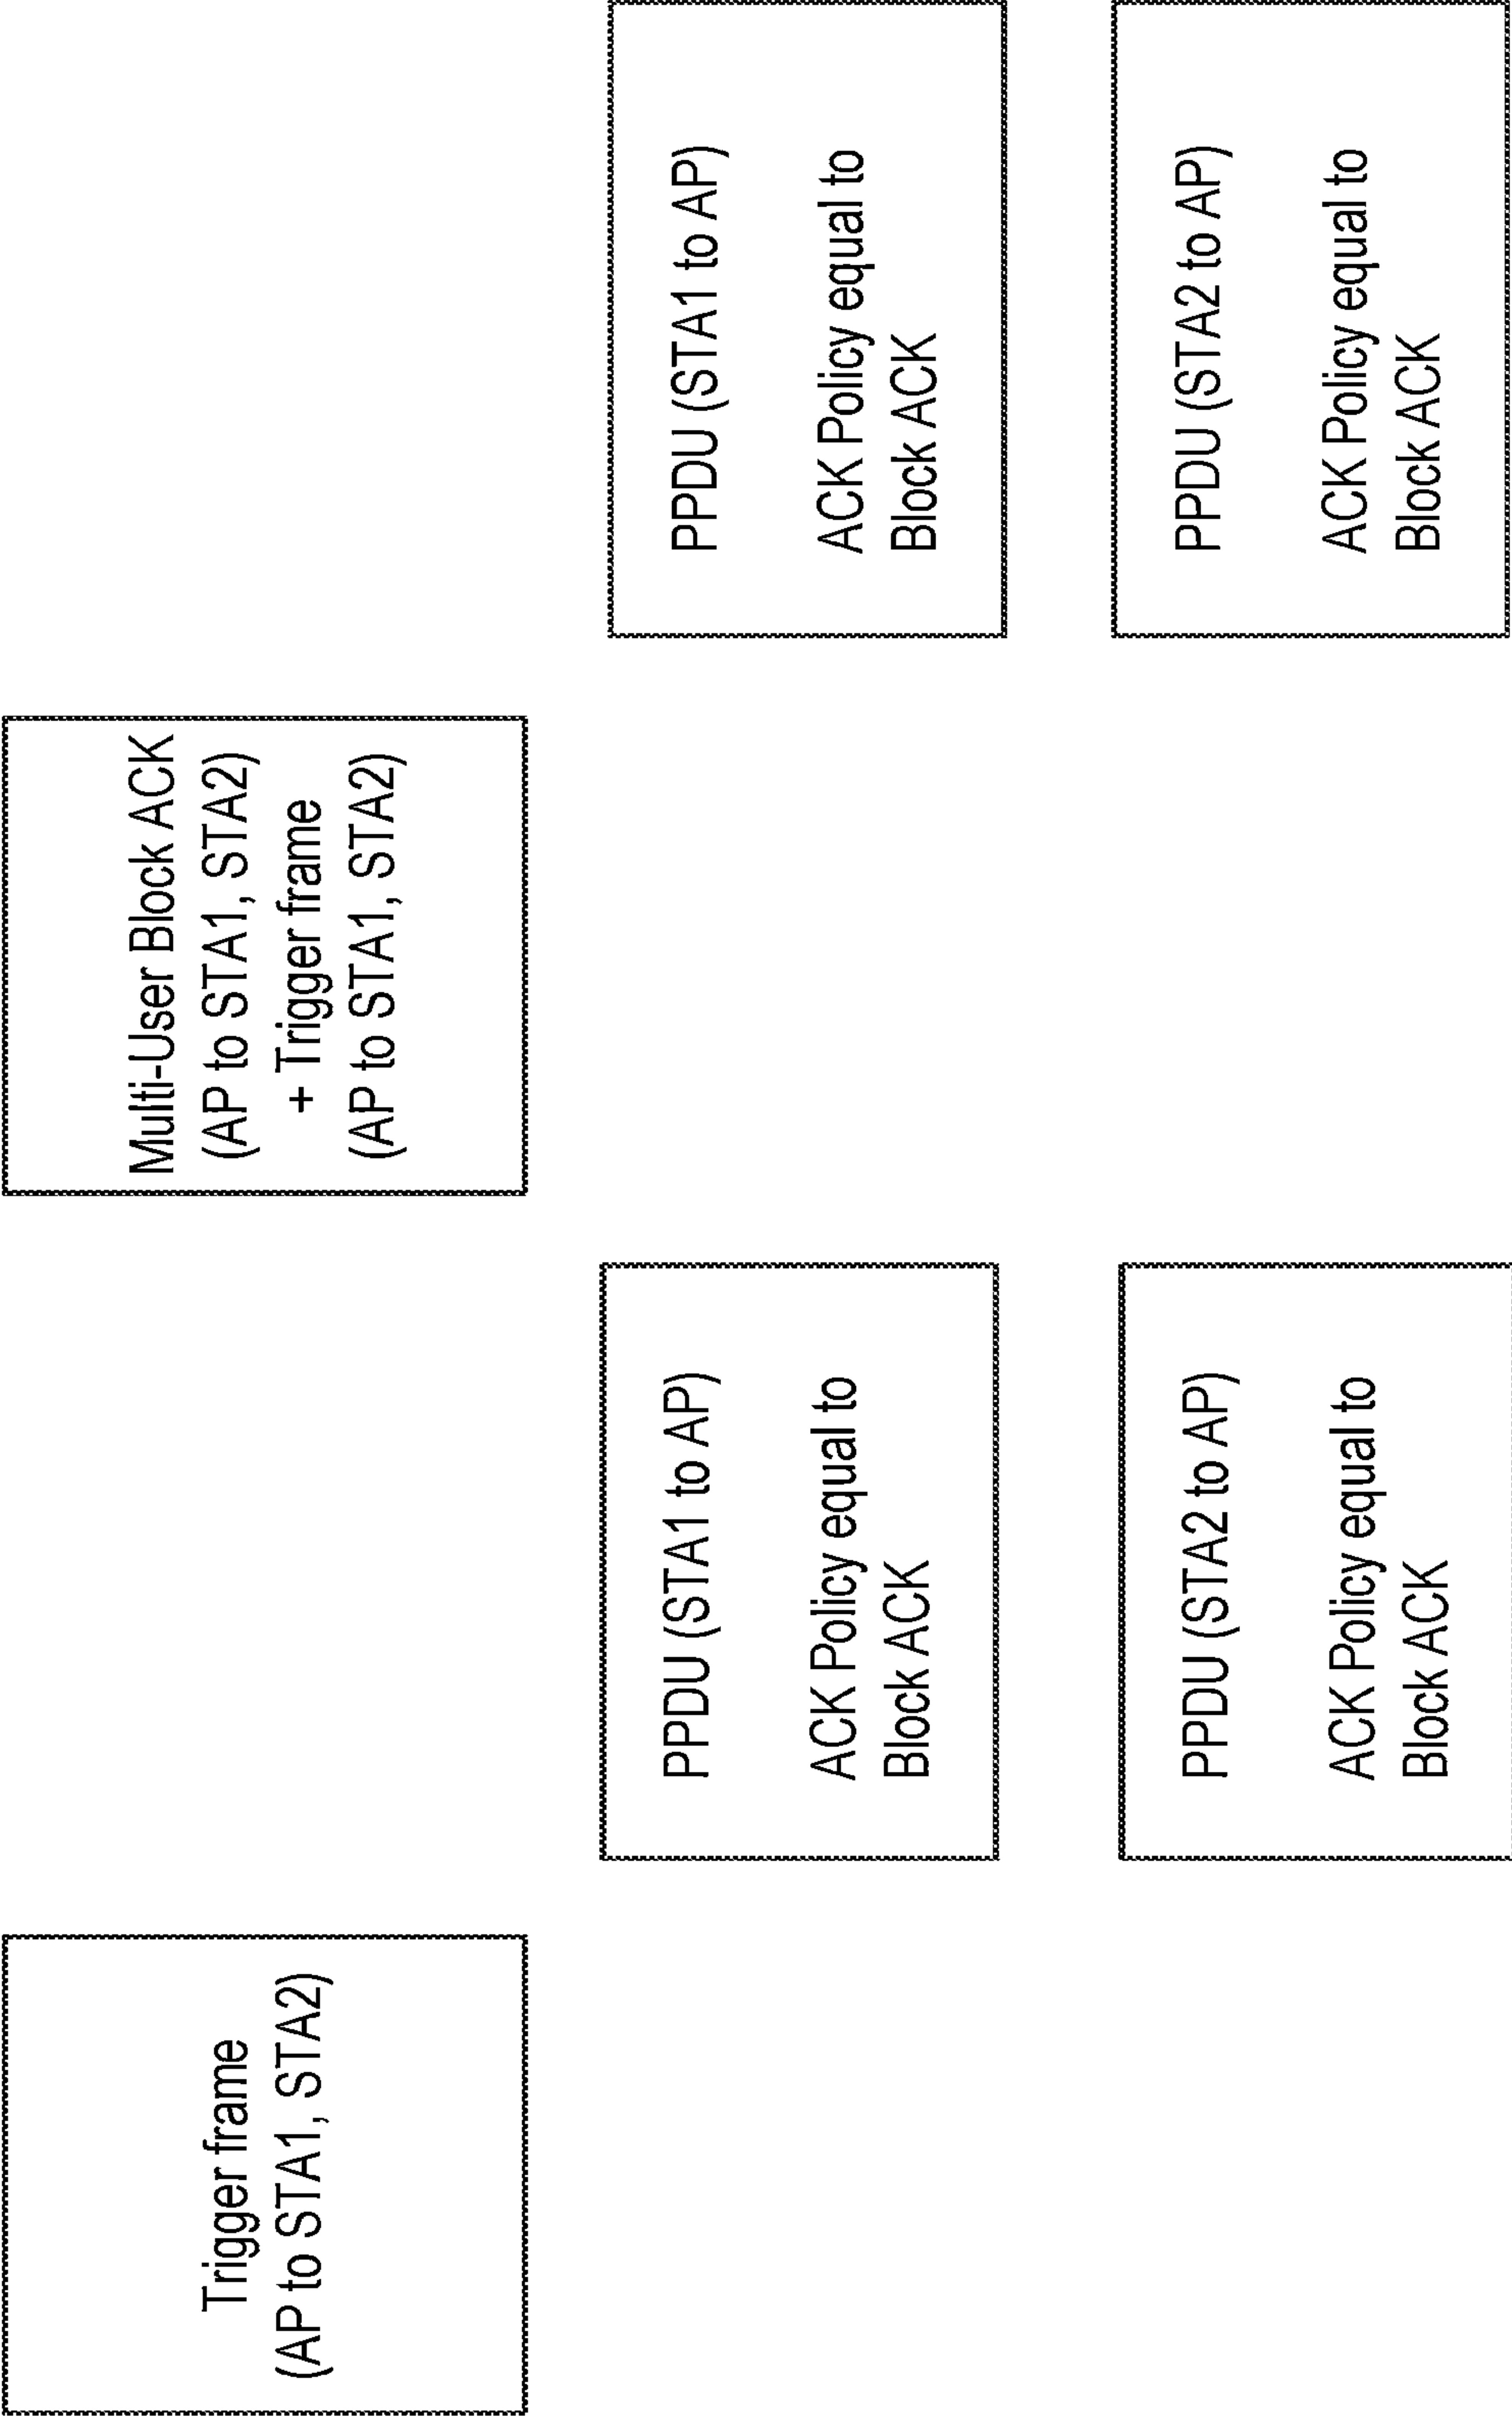 Trigger frame
(AP to STA1, STA2)
PPDU (STA1 to AP)
ACK Policy equal to
Block ACK
PPDU (STA2 to AP)
ACK Policy equal to
Block ACK
Multi-User Block ACK
(AP to STA1, STA2)
+ Trigger frame
(AP to STA1, STA2)
PPDU (STA1 to AP)
ACK Policy equal to
Block ACK
PPDU (STA2 to AP)
ACK Policy equal to
Block ACK